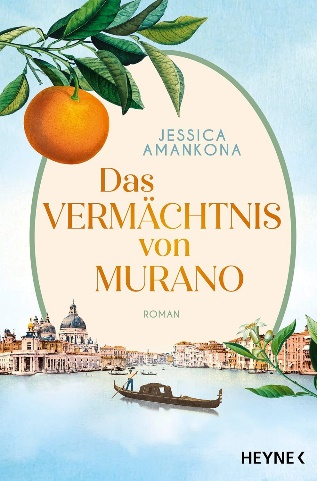 JESSICA
AMANKONA
Das
VERMÄCHTNIS
von
MURANO
ROMAN
HEYNE